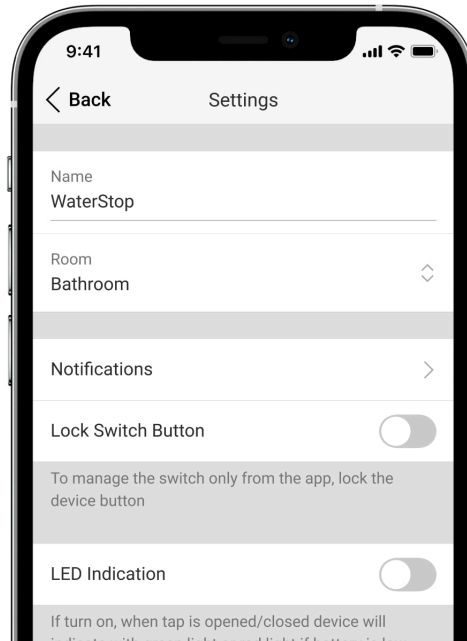 9:41
Back Settings
Name
WaterStop
Room
Bathroom
Notifications
Lock Switch Button
To manage the switch only from the app, lock the
device button
LED Indication
If turn on, when tap is opened/closed device will